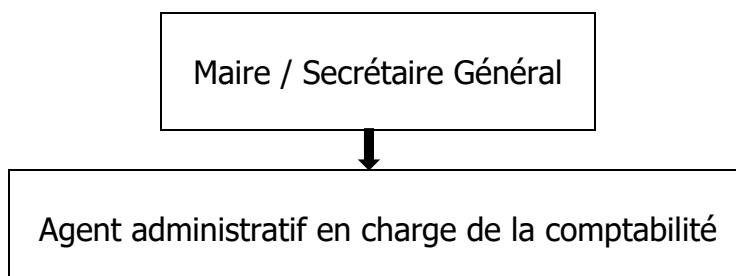 Maire / Secrétaire Général
Agent administratif en charge de la comptabilité